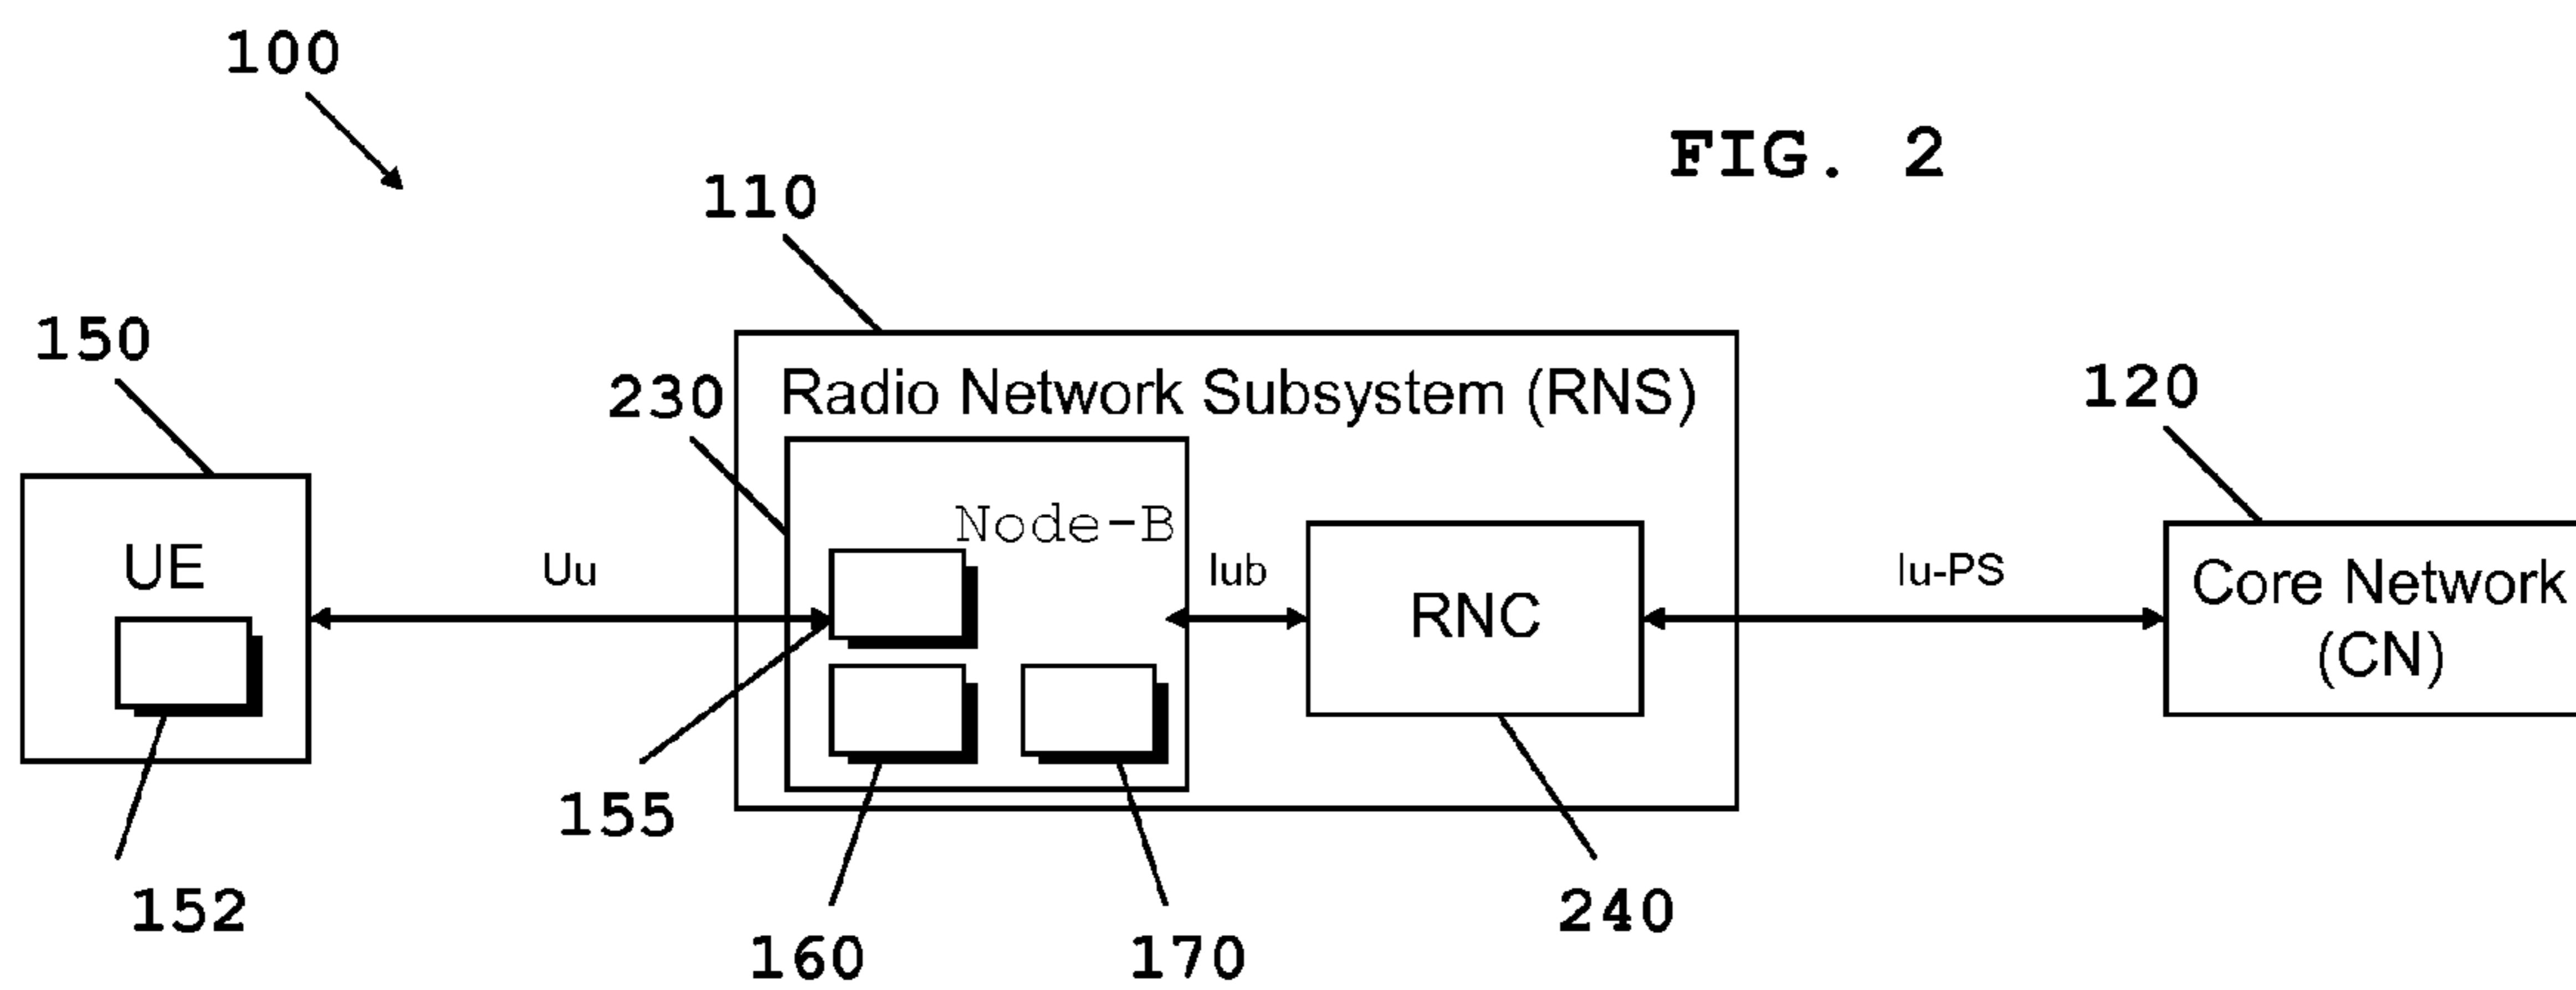 100
FIG. 2
110
150
230
Radio Network Subsystem (RNS)
120
Node-B
UE
Uu
Iub
RNC
Iu-PS
Core Network
(CN)
155
152
160
170
240